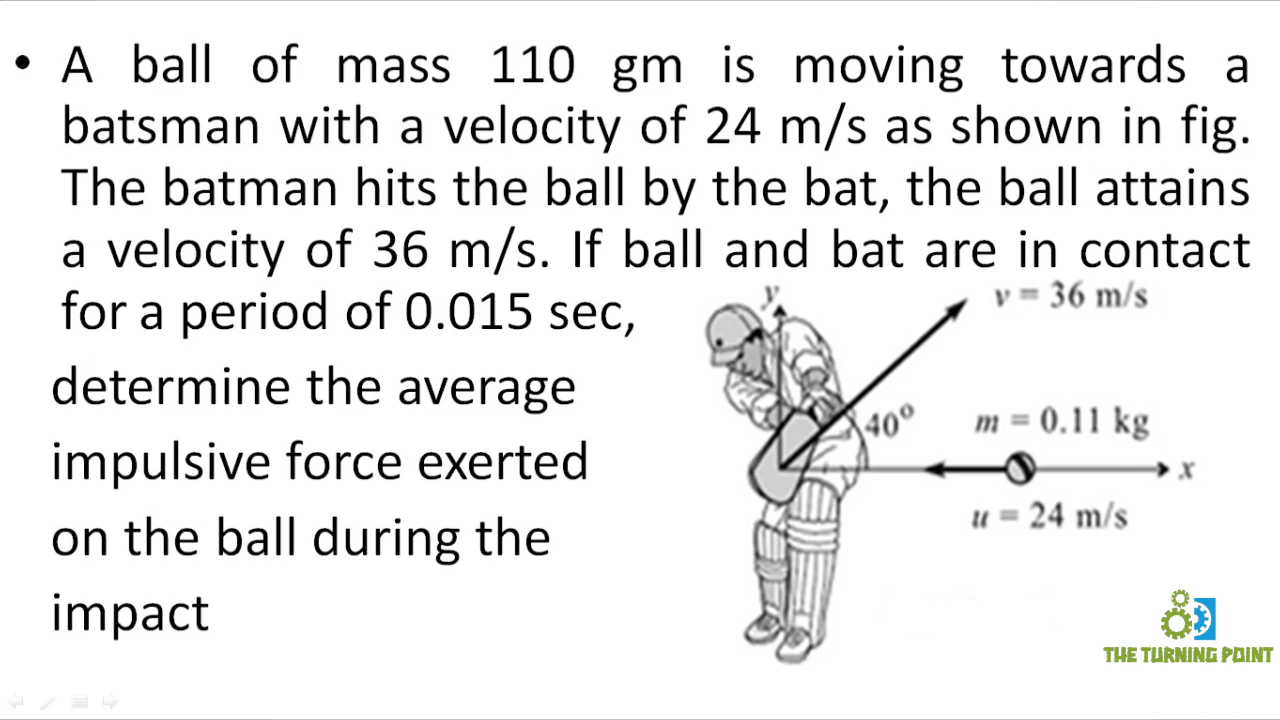 • A ball of mass 110 gm is moving towards a
batsman with a velocity of 24 m/s as shown in fig.
The batman hits the ball by the bat, the ball attains
a velocity of 36 m/s. If ball and bat are in contact
for a period of 0.015 sec,
determine the average
impulsive force exerted
on the ball during the
impact
y
v = 36 m/s
40°
m = 0.11 kg
x
u = 24 m/s
THE TURNING POINT